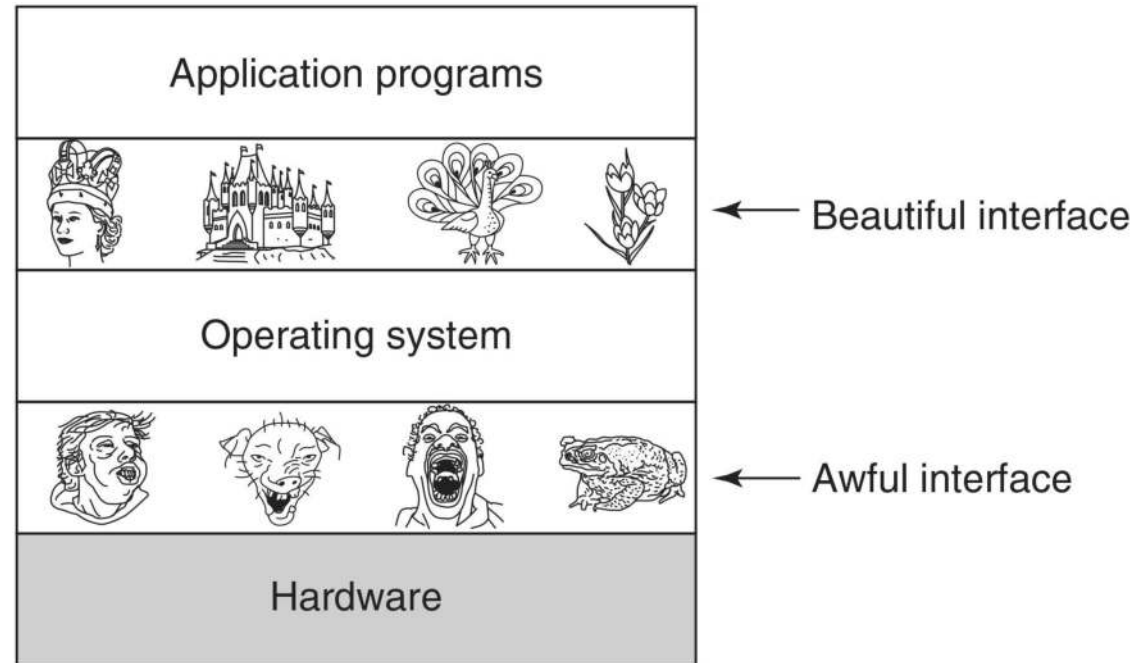 Application programs
Beautiful interface
Operating system
Awful interface
Hardware